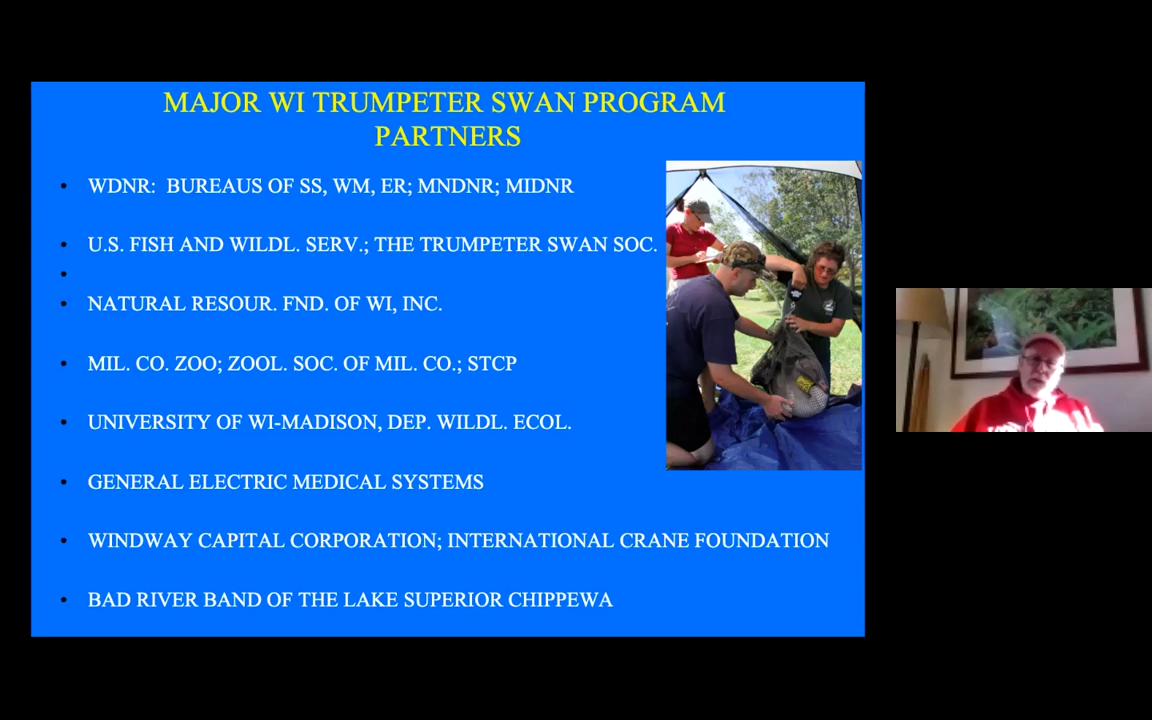 MAJOR WI TRUMPETER SWAN PROGRAM
PARTNERS
WDNR:  BUREAUS OF SS, WM, ER; MNDNR; MIDNR
U.S. FISH AND WILDL. SERV.; THE TRUMPETER SWAN SOC.
NATURAL RESOUR. FND. OF WI, INC.
MIL. CO. ZOO; ZOOL. SOC. OF MIL. CO.; STCP
UNIVERSITY OF WI-MADISON, DEP. WILDL. ECOL.
GENERAL ELECTRIC MEDICAL SYSTEMS
WINDWAY CAPITAL CORPORATION; INTERNATIONAL CRANE FOUNDATION
BAD RIVER BAND OF THE LAKE SUPERIOR CHIPPEWA